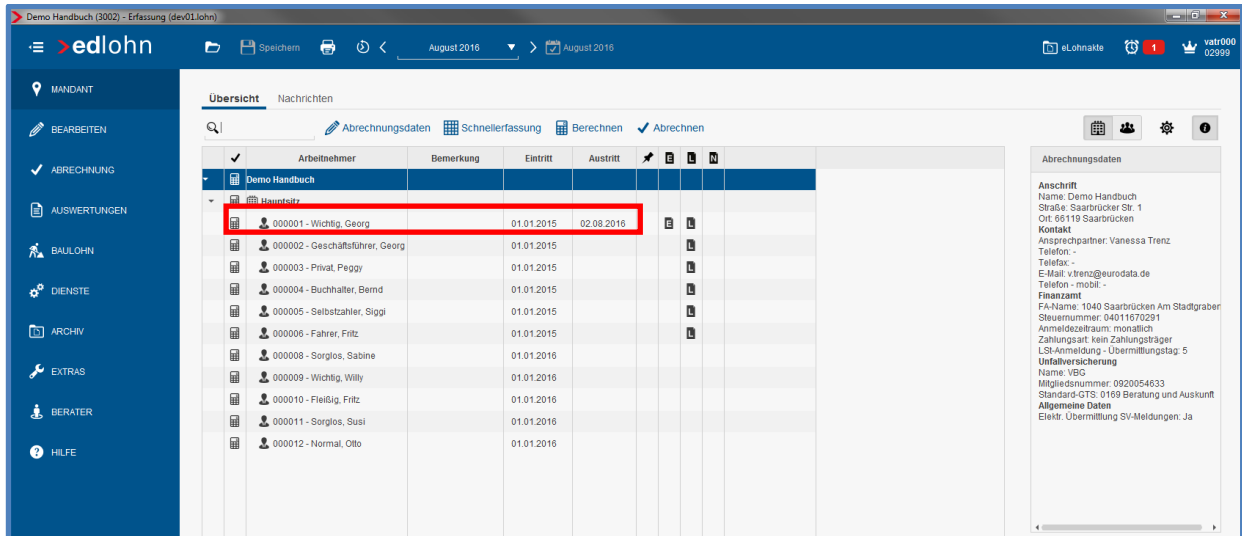 Demo Handbuch (3002) - Erfassung (dev01.lohn)
edlohn
Speichern
August 2016
August 2016
eLohnakte
1
vatr000
02999
MANDANT
BEARBEITEN
ABRECHNUNG
AUSWERTUNGEN
BAULOHN
DIENSTE
ARCHIV
EXTRAS
BERATER
HILFE
Übersicht Nachrichten
Abrechnungsdaten Schnellerfassung Berechnen Abrechnen
Arbeitnehmer Bemerkung Eintritt Austritt E L N
Demo Handbuch
Hauptsitz
000001 - Wichtig, Georg 01.01.2015 02.08.2016 E L
000002 - Geschäftsführer, Georg 01.01.2015 L
000003 - Privat, Peggy 01.01.2015 L
000004 - Buchhalter, Bernd 01.01.2015 L
000005 - Selbstzahler, Siggi 01.01.2015 L
000006 - Fahrer, Fritz 01.01.2015 L
000008 - Sorglos, Sabine 01.01.2016
000009 - Wichtig, Willy 01.01.2016
000010 - Fleißig, Fritz 01.01.2016
000011 - Sorglos, Susi 01.01.2016
000012 - Normal, Otto 01.01.2016
Abrechnungsdaten
Anschrift
Name: Demo Handbuch
Straße: Saarbrücker Str. 1
Ort: 66119 Saarbrücken
Kontakt
Ansprechpartner: Vanessa Trenz
Telefon: -
Telefax: -
E-Mail: v.trenz@eurodata.de
Telefon - mobil: -
Finanzamt
FA-Name: 1040 Saarbrücken Am Stadtgraben
Steuernummer: 04011670291
Anmeldezeitraum: monatlich
Zahlungsart: kein Zahlungsträger
LSt-Anmeldung - Übermittlungstag: 5
Unfallversicherung
Name: VBG
Mitgliedsnummer: 0920054633
Standard-GTS: 0169 Beratung und Auskunft
Allgemeine Daten
Elektr. Übermittlung SV-Meldungen: Ja